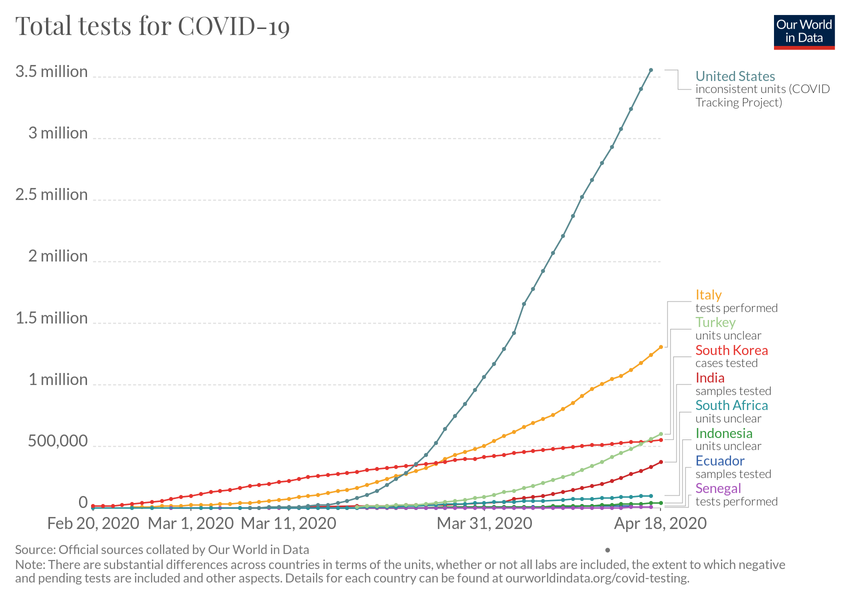 Total tests for COVID-19
Our World
in Data
3.5 million
3 million
2.5 million
2 million
1.5 million
1 million
500,000
0
United States
inconsistent units (COVID
Tracking Project)
Italy
tests performed
Turkey
units unclear
South Korea
cases tested
India
samples tested
South Africa
units unclear
Indonesia
units unclear
Ecuador
samples tested
Senegal
tests performed
Feb 20, 2020 Mar 1, 2020 Mar 11, 2020 Mar 31, 2020 Apr 18, 2020
Source: Official sources collated by Our World in Data
Note: There are substantial differences across countries in terms of the units, whether or not all labs are included, the extent to which negative
and pending tests are included and other aspects. Details for each country can be found at ourworldindata.org/covid-testing.